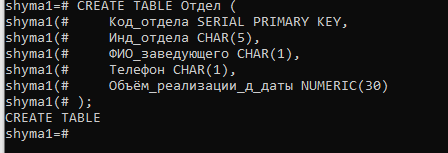 shyma1=# CREATE TABLE Отдел (
shyma1(#     Код_отдела SERIAL PRIMARY KEY,
shyma1(#     Инд_отдела CHAR(5),
shyma1(#     ФИО_заведующего CHAR(1),
shyma1(#     Телефон CHAR(1),
shyma1(#     Объём_реализации_д_даты NUMERIC(30)
shyma1(# );
CREATE TABLE
shyma1=#